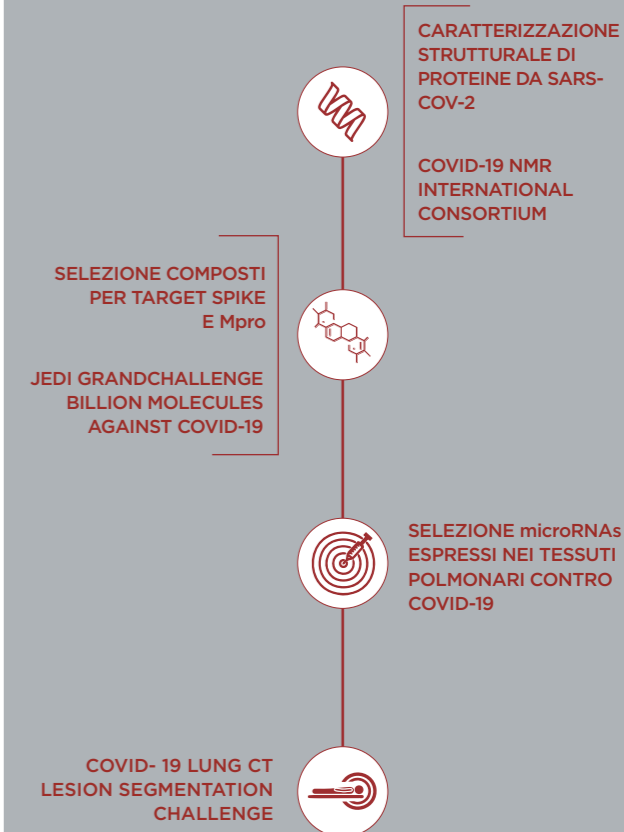 CARATTERIZZAZIONE
STRUTTURALE DI
PROTEINE DA SARS-
COV-2
COVID-19 NMR
INTERNATIONAL
CONSORTIUM
SELEZIONE COMPOSTI
PER TARGET SPIKE
E Mpro
JEDI GRANDCHALLENGE
BILLION MOLECULES
AGAINST COVID-19
SELEZIONE microRNAs
ESPRESSI NEI TESSUTI
POLMONARI CONTRO
COVID-19
COVID- 19 LUNG CT
LESION SEGMENTATION
CHALLENGE